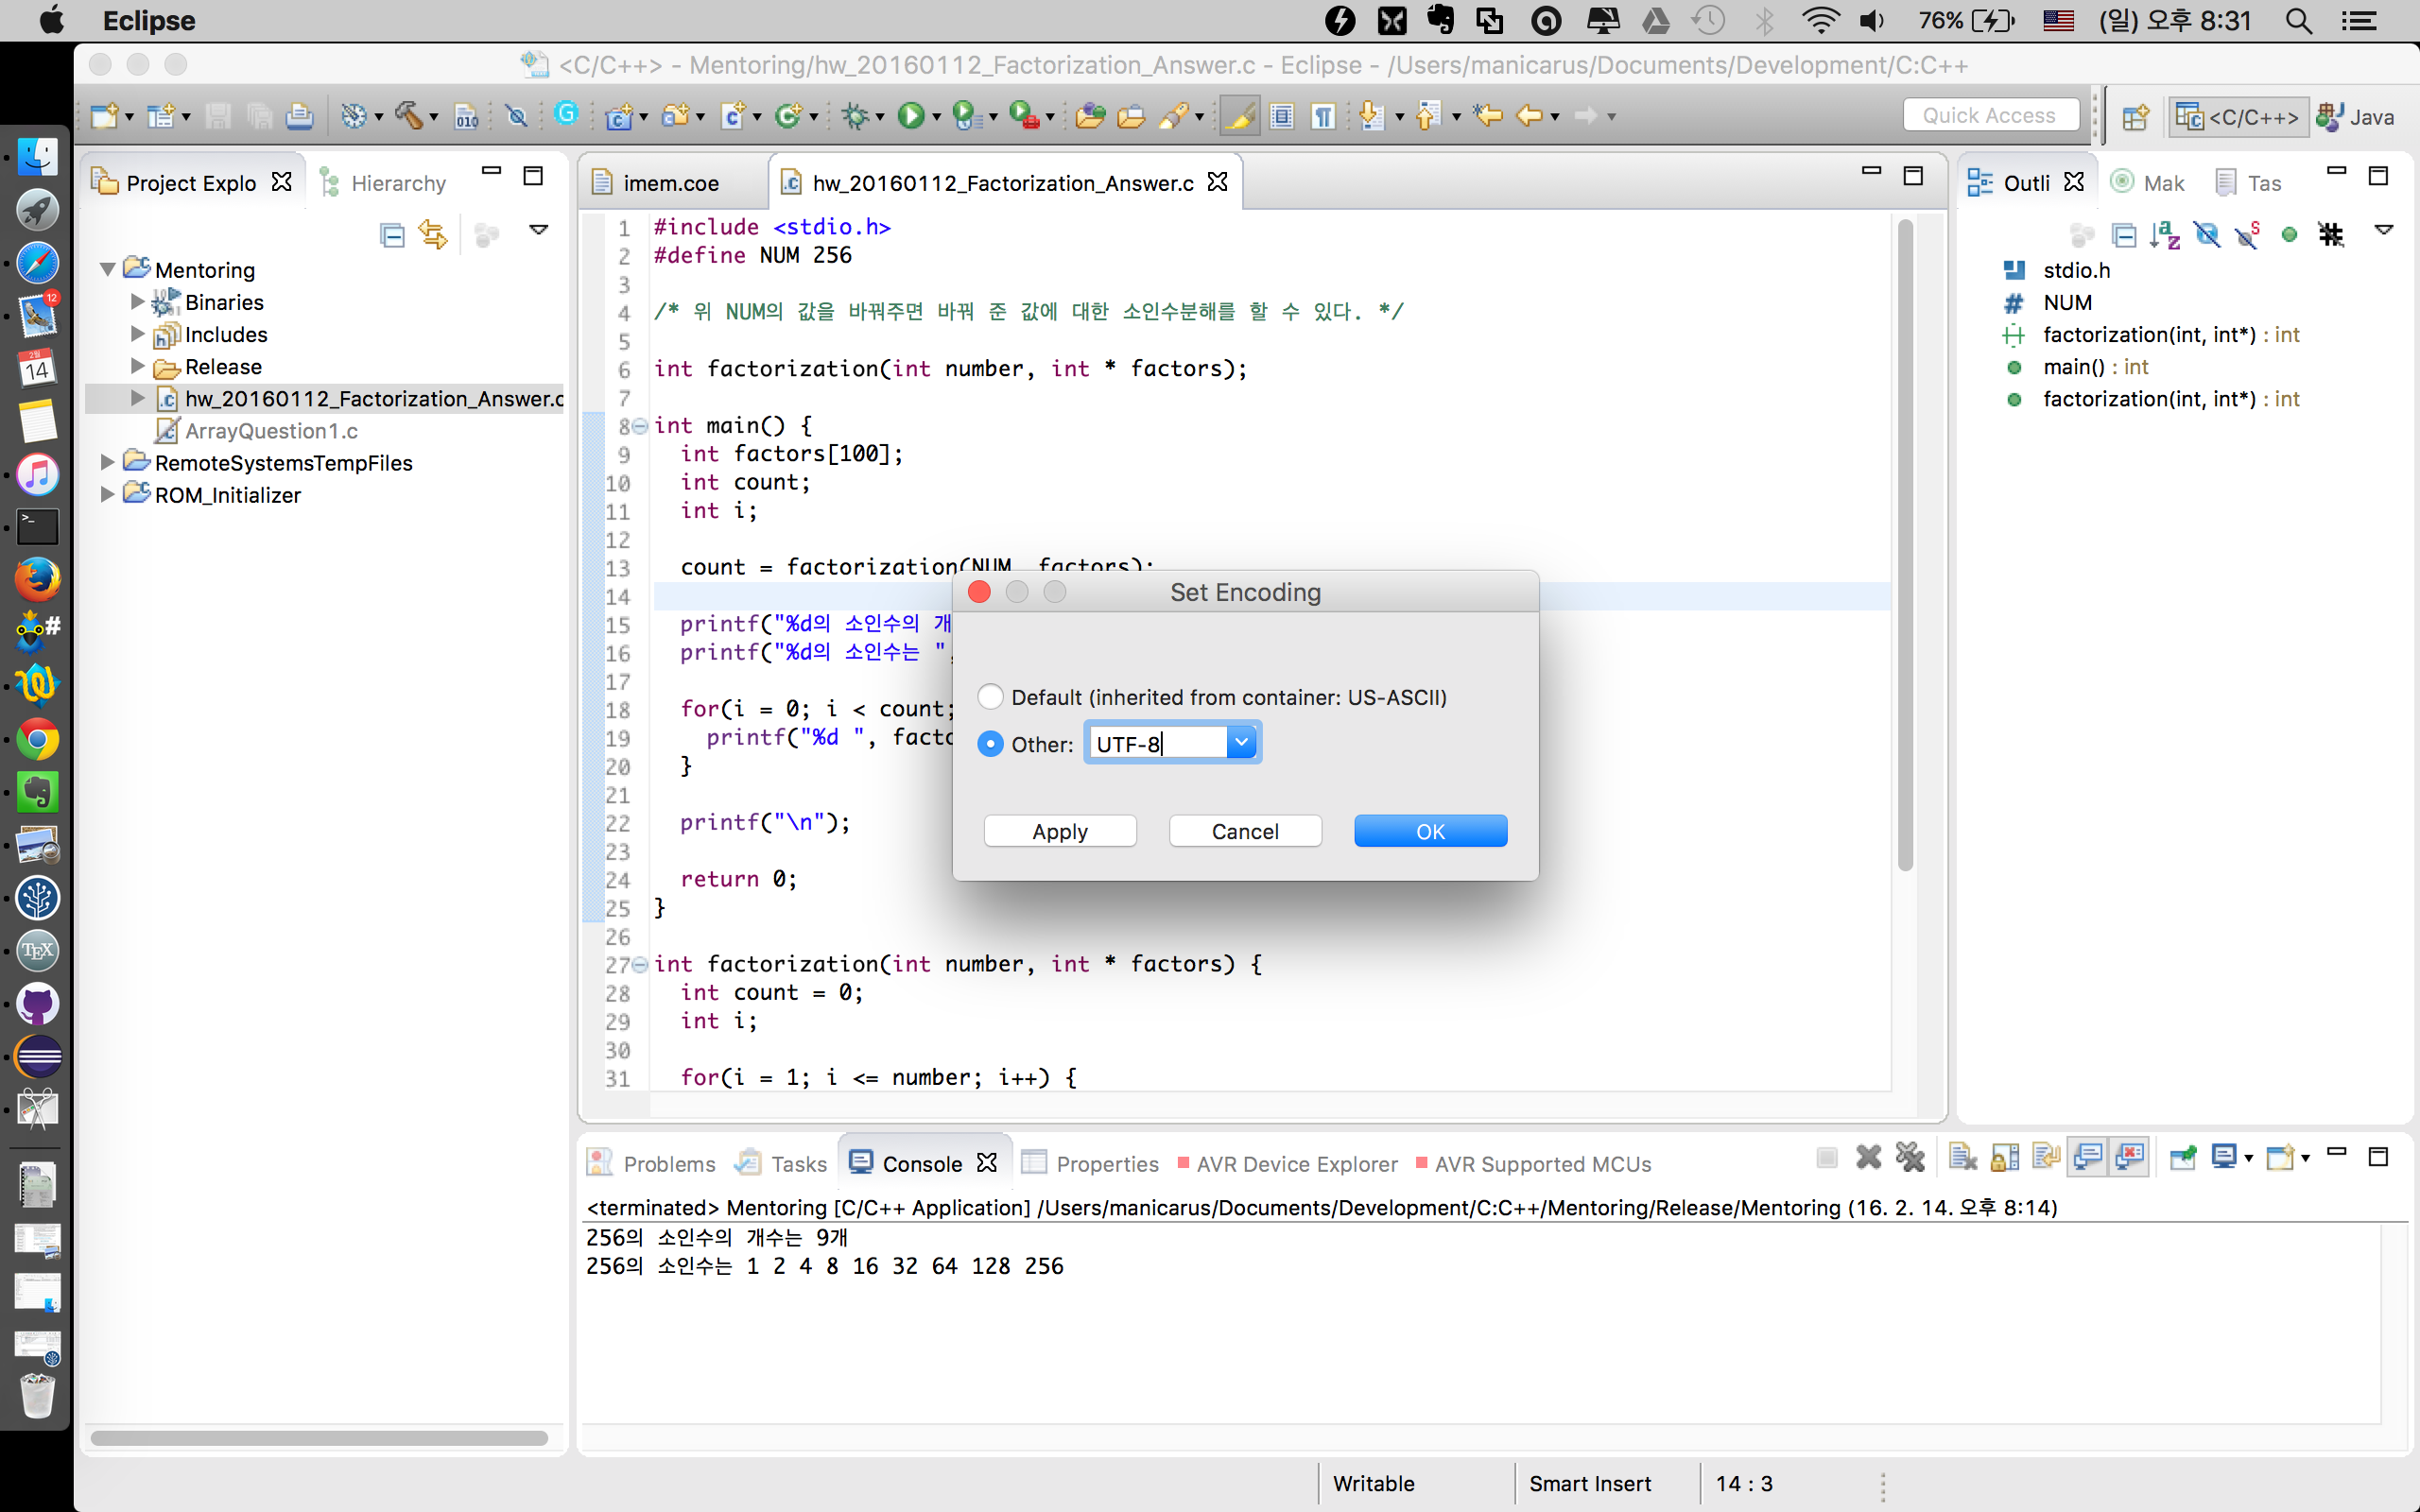 Eclipse
76%
(일) 오후 8:31
<C/C++> - Mentoring/hw_20160112_Factorization_Answer.c - Eclipse - /Users/manicarus/Documents/Development/C:C++
Quick Access
<C/C++>
Java
Project Explo
Hierarchy
imem.coe
hw_20160112_Factorization_Answer.c
Outli
Mak
Tas
Mentoring
Binaries
Includes
Release
hw_20160112_Factorization_Answer.c
ArrayQuestion1.c
RemoteSystemsTempFiles
ROM_Initializer
1 #include <stdio.h>
2 #define NUM 256
3
4 /* 위 NUM의 값을 바꿔주면 바꿔 준 값에 대한 소인수분해를 할 수 있다. */
5
6 int factorization(int number, int * factors);
7
8 int main() {
9 int factors[100];
10 int count;
11 int i;
12
13 count = factorization(NUM, factors);
14
15 printf("%d의 소인수의 개
16 printf("%d의 소인수는 ",
17
18 for(i = 0; i < count;
19 printf("%d ", facto
20 }
21
22 printf("\n");
23
24 return 0;
25 }
26
27 int factorization(int number, int * factors) {
28 int count = 0;
29 int i;
30
31 for(i = 1; i <= number; i++) {
Set Encoding
Default (inherited from container: US-ASCII)
Other: UTF-8
Apply
Cancel
OK
stdio.h
NUM
factorization(int, int*) : int
main() : int
factorization(int, int*) : int
12
2월
14
TEX
Problems
Tasks
Console
Properties
AVR Device Explorer
AVR Supported MCUs
<terminated> Mentoring [C/C++ Application] /Users/manicarus/Documents/Development/C:C++/Mentoring/Release/Mentoring (16. 2. 14. 오후 8:14)
256의 소인수의 개수는 9개
256의 소인수는 1 2 4 8 16 32 64 128 256
Writable
Smart Insert
14 : 3